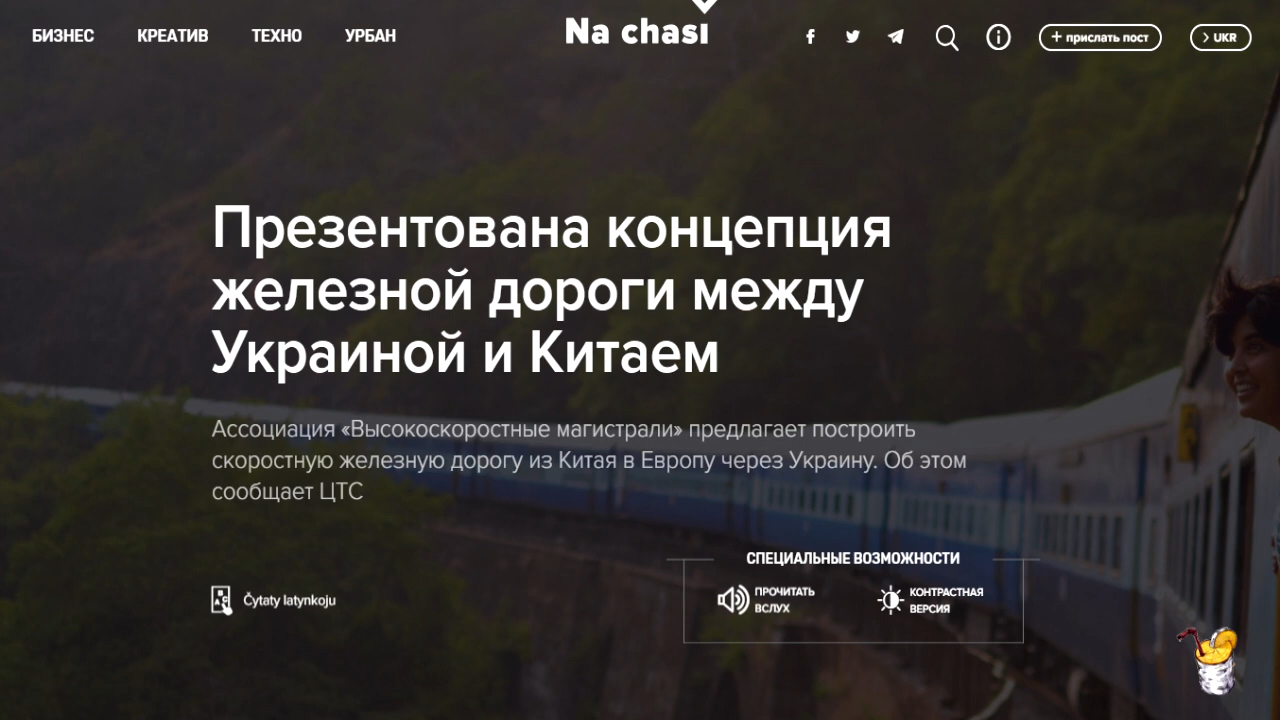 БИЗНЕС КРЕАТИВ ТЕХНО УРБАН
Na chasi
+ прислать пост
> UKR
Презентована концепция
железной дороги между
Украиной и Китаем
Ассоциация «Высокоскоростные магистрали» предлагает построить
скоростную железную дорогу из Китая в Европу через Украину. Об этом
сообщает ЦТС
СПЕЦИАЛЬНЫЕ ВОЗМОЖНОСТИ
Čytaty latynkoju
ПРОЧИТАТЬ
ВСЛУХ
КОНТРАСТНАЯ
ВЕРСИЯ